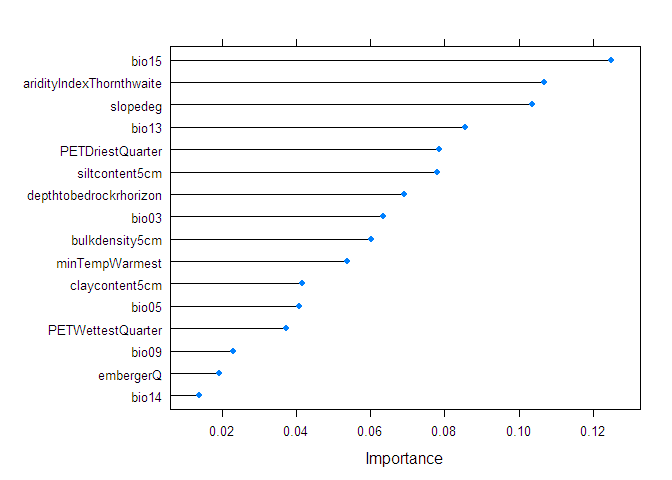 bio15
aridityIndexThornthwaite
slopedeg
bio13
PETDriestQuarter
siltcontent5cm
depthtobedrockrhorizon
bio03
bulkdensity5cm
minTempWarmest
claycontent5cm
bio05
PETWettestQuarter
bio09
embergerQ
bio14
0.02 0.04 0.06 0.08 0.10 0.12
Importance